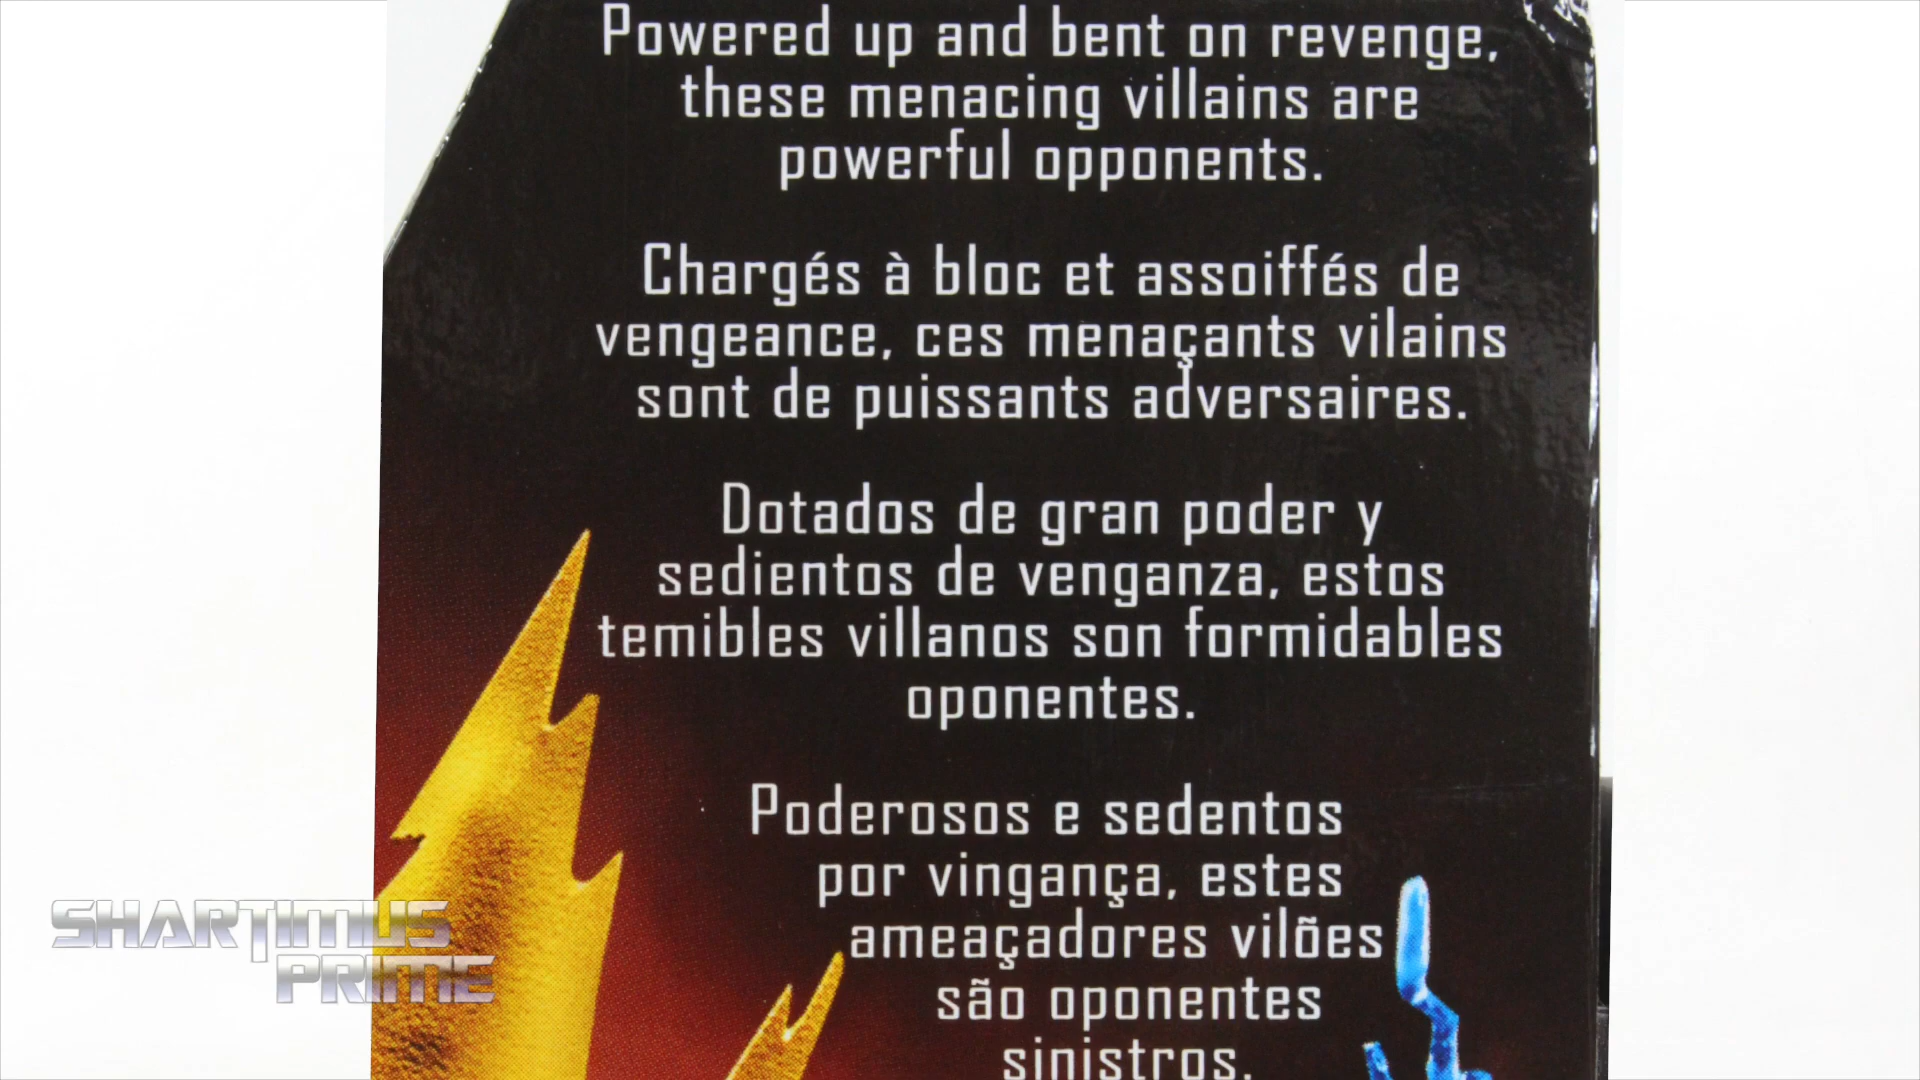 Powered up and bent on revenge,
these menacing villains are
powerful opponents.
Chargés à bloc et assoiffés de
vengeance, ces menaçants vilains
sont de puissants adversaires.
Dotados de gran poder y
sedientos de venganza, estos
temibles villanos son formidables
oponentes.
Poderosos e sedentos
por vingança, estes
ameaçadores vilões
são oponentes
sinistros.
SHARTIMUS
PRIME